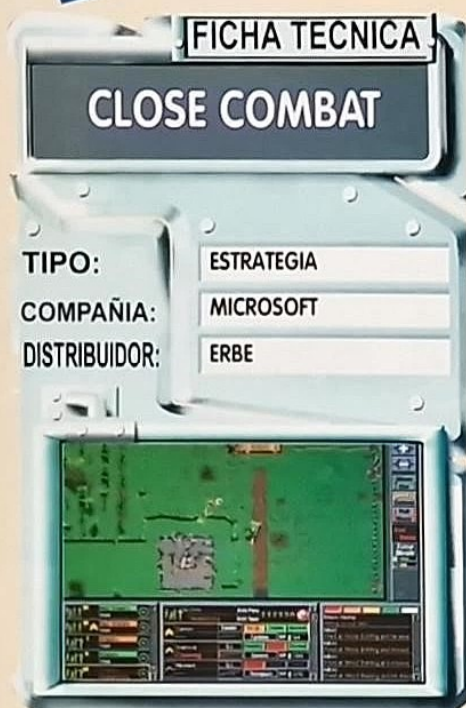 FICHA TECNICA
CLOSE COMBAT
TIPO: ESTRATEGIA
COMPAÑIA: MICROSOFT
DISTRIBUIDOR: ERBE